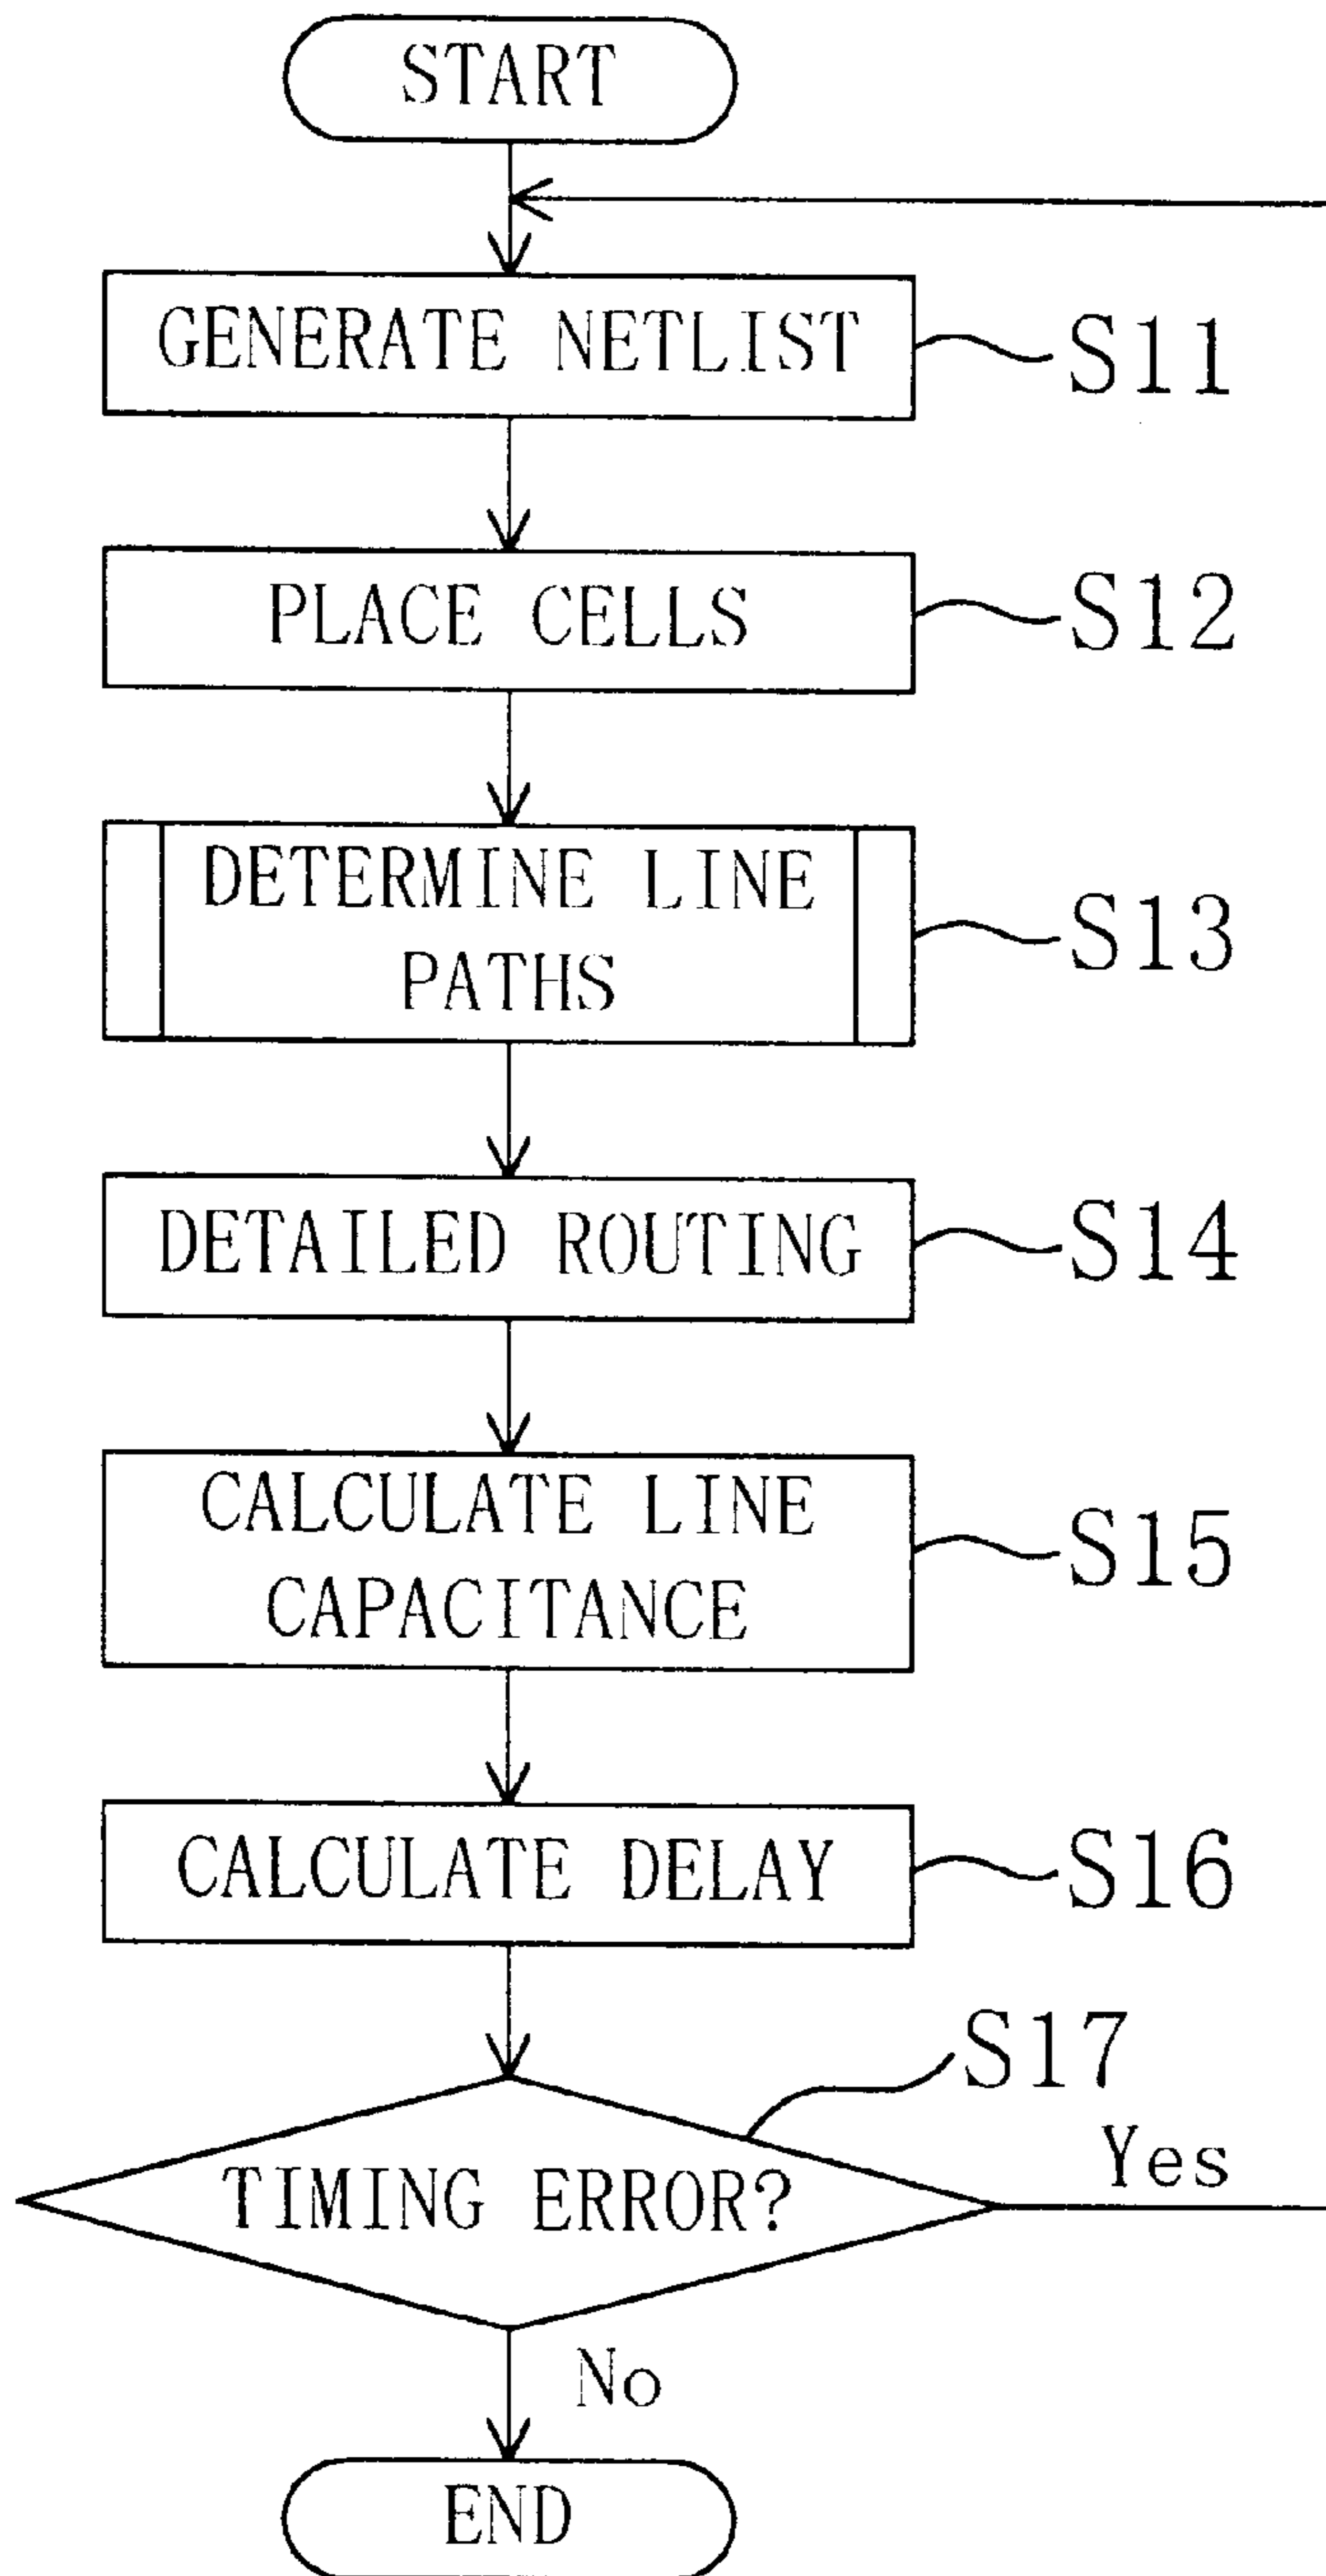 START
GENERATE NETLIST
S11
PLACE CELLS
S12
DETERMINE LINE
PATHS
S13
DETAILED ROUTING
S14
CALCULATE LINE
CAPACITANCE
S15
CALCULATE DELAY
S16
S17
TIMING ERROR?
Yes
No
END